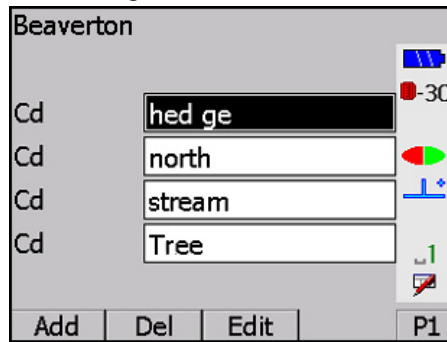 Beaverton
-30
Cd hed ge
Cd north
Cd stream
Cd Tree
1
Add Del Edit P1